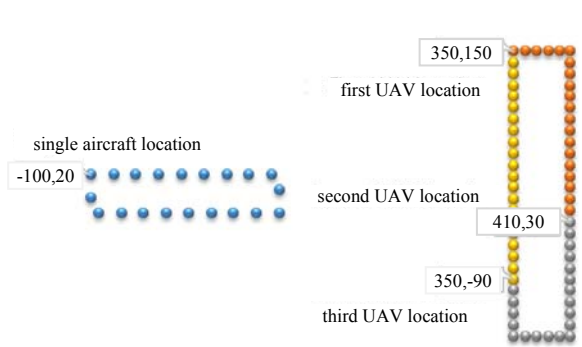 350,150
first UAV location
single aircraft location
-100,20
second UAV location
410,30
350,-90
third UAV location